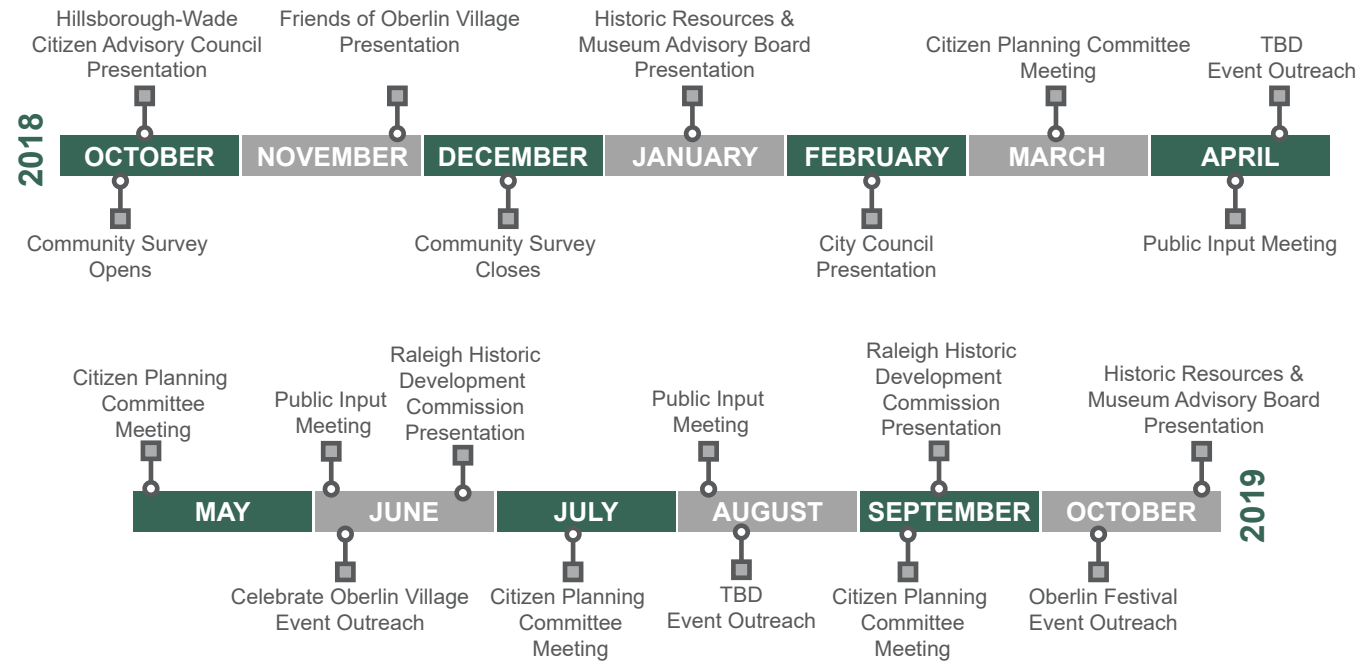 Hillsborough-Wade
Citizen Advisory Council
Presentation
Friends of Oberlin Village
Presentation
Historic Resources &
Museum Advisory Board
Presentation
Citizen Planning Committee
Meeting
TBD
Event Outreach
2018
OCTOBER
NOVEMBER
DECEMBER
JANUARY
FEBRUARY
MARCH
APRIL
Community Survey
Opens
Community Survey
Closes
City Council
Presentation
Public Input Meeting
Citizen Planning
Committee
Meeting
Public Input
Meeting
Raleigh Historic
Development
Commission
Presentation
Public Input
Meeting
Raleigh Historic
Development
Commission
Presentation
Historic Resources &
Museum Advisory Board
Presentation
MAY
JUNE
JULY
AUGUST
SEPTEMBER
OCTOBER
2019
Celebrate Oberlin Village
Event Outreach
Citizen Planning
Committee
Meeting
TBD
Event Outreach
Citizen Planning
Committee
Meeting
Oberlin Festival
Event Outreach